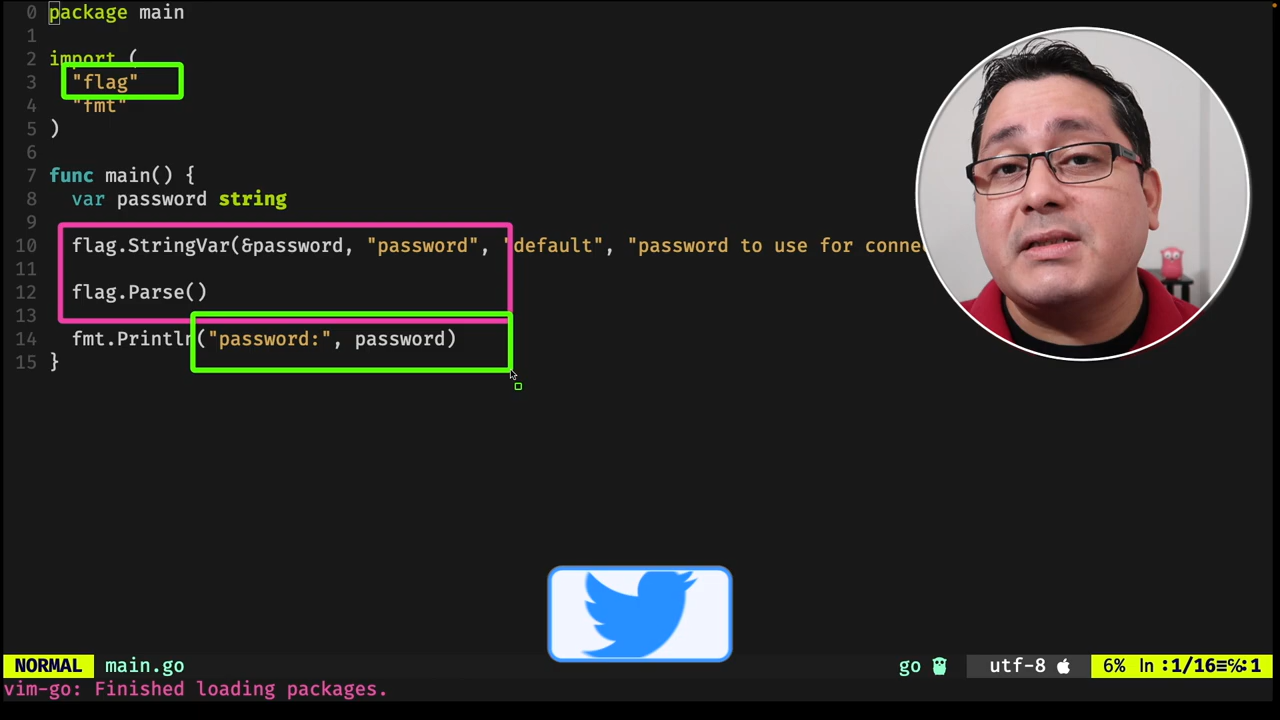 0 package main
1
2 import (
3 "flag"
4 "fmt"
5 )
6
7 func main() {
8 var password string
9
10 flag.StringVar(&password, "password", "default", "password to use for conne
11
12 flag.Parse()
13
14 fmt.Println("password:", password)
15 }
NORMAL main.go go utf-8 6% ln :1/16≡℅:1
vim-go: Finished loading packages.